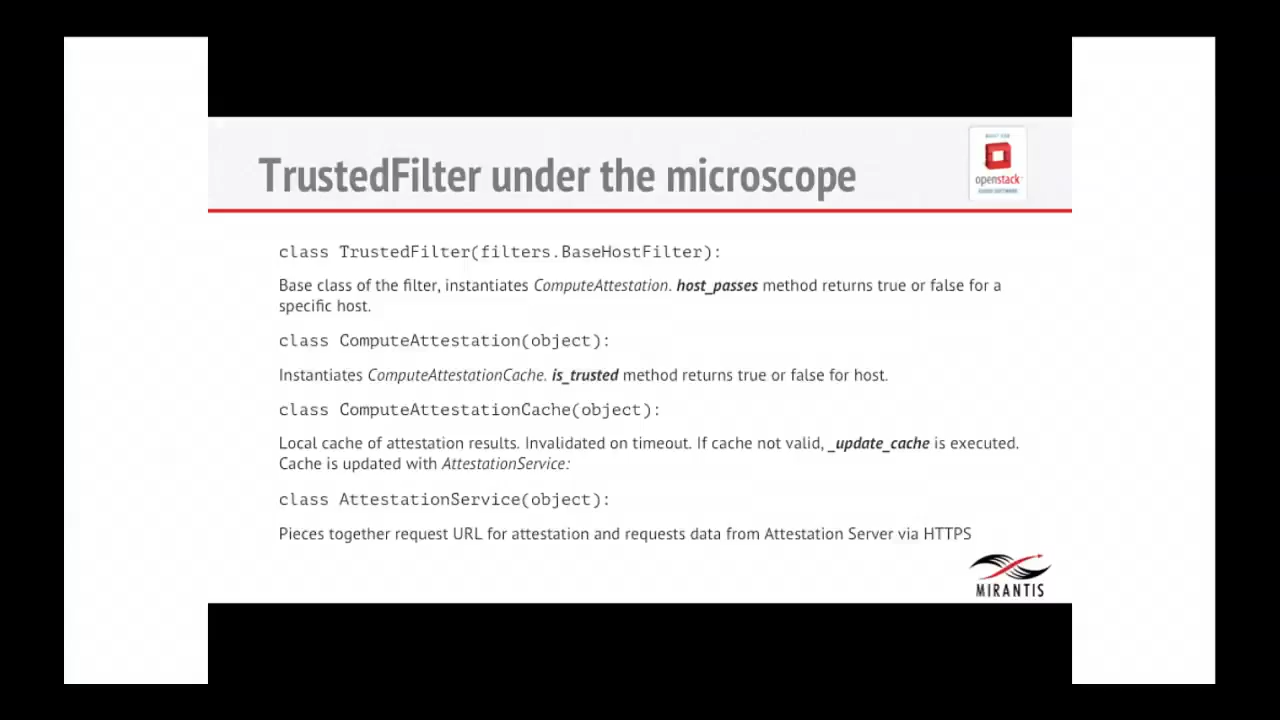 TrustedFilter under the microscope
openstack
class TrustedFilter(filters.BaseHostFilter):
Base class of the filter, instantiates ComputeAttestation. host_passes method returns true or false for a
specific host.
class ComputeAttestation(object):
Instantiates ComputeAttestationCache. is_trusted method returns true or false for host.
class ComputeAttestationCache(object):
Local cache of attestation results. Invalidated on timeout. If cache not valid, _update_cache is executed.
Cache is updated with AttestationService:
class AttestationService(object):
Pieces together request URL for attestation and requests data from Attestation Server via HTTPS
MIRANTIS